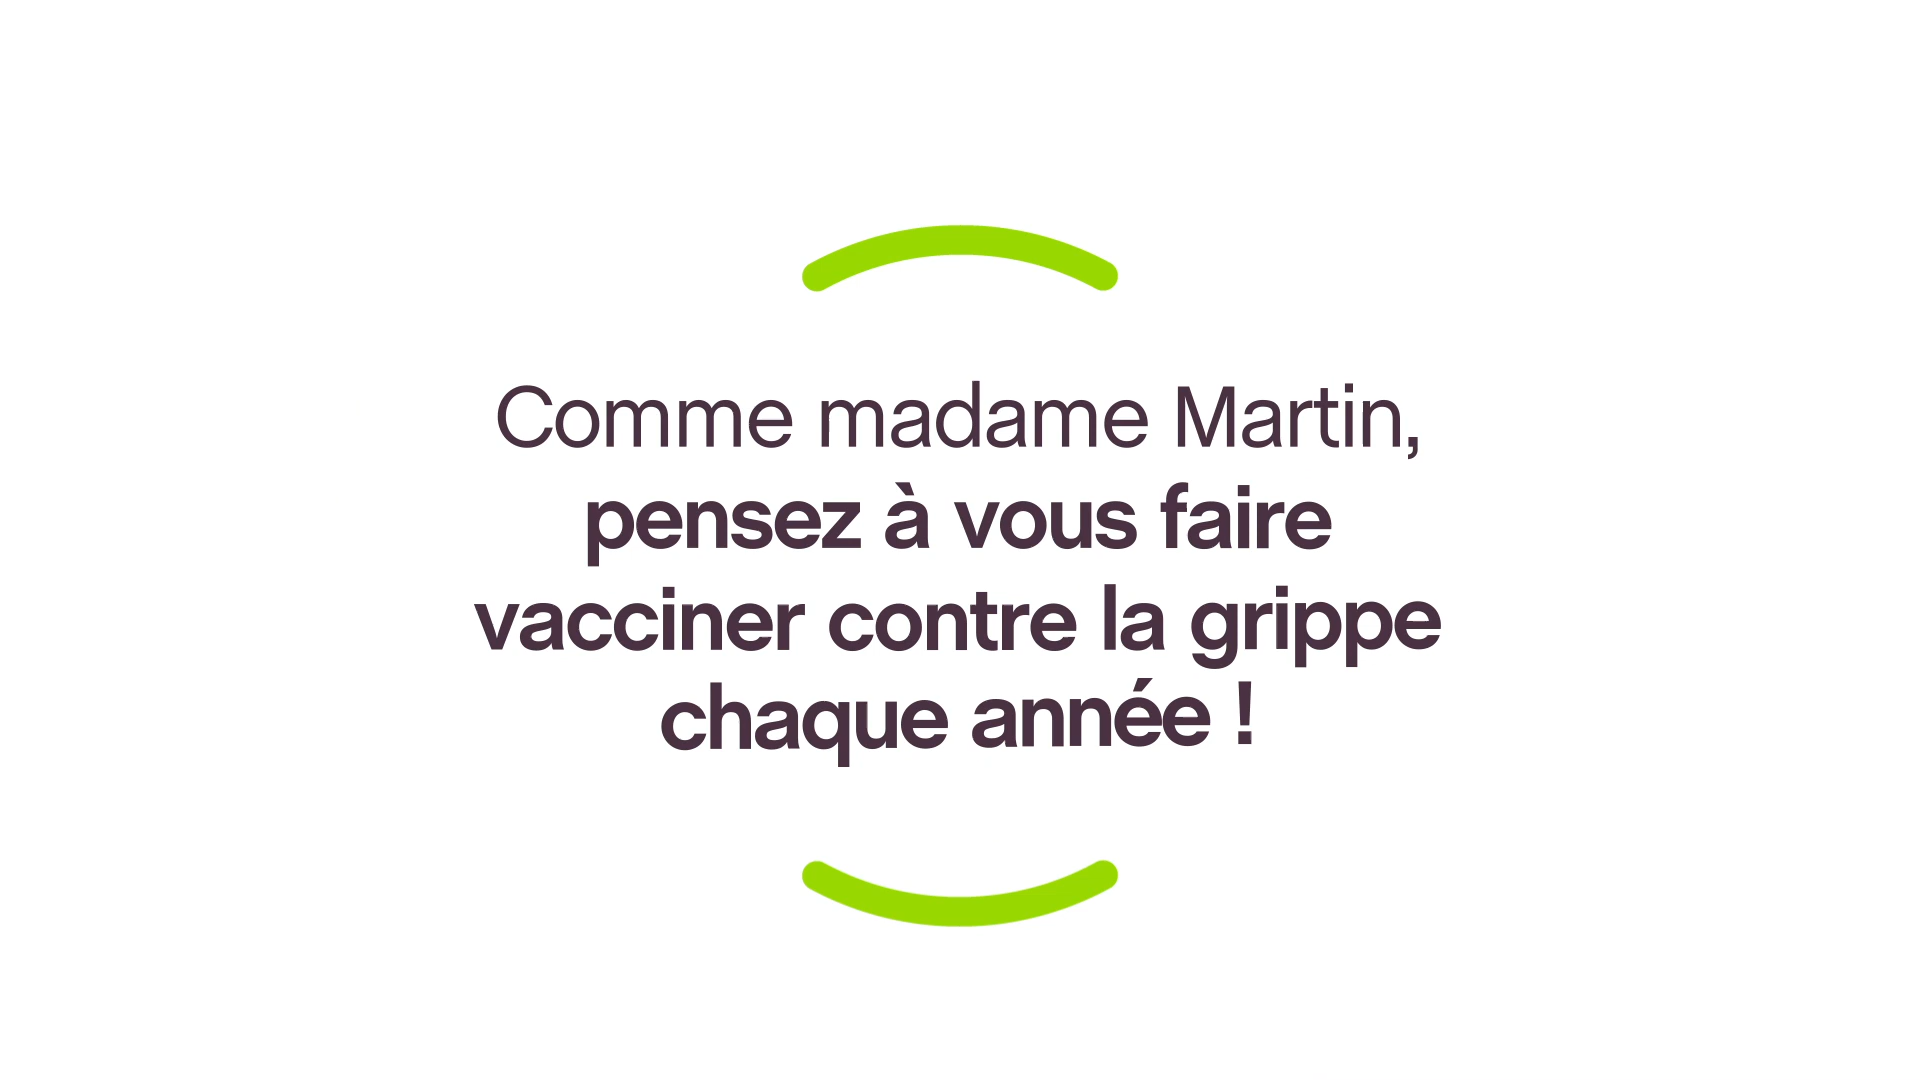 Comme madame Martin,
pensez à vous faire
vacciner contre la grippe
chaque année !